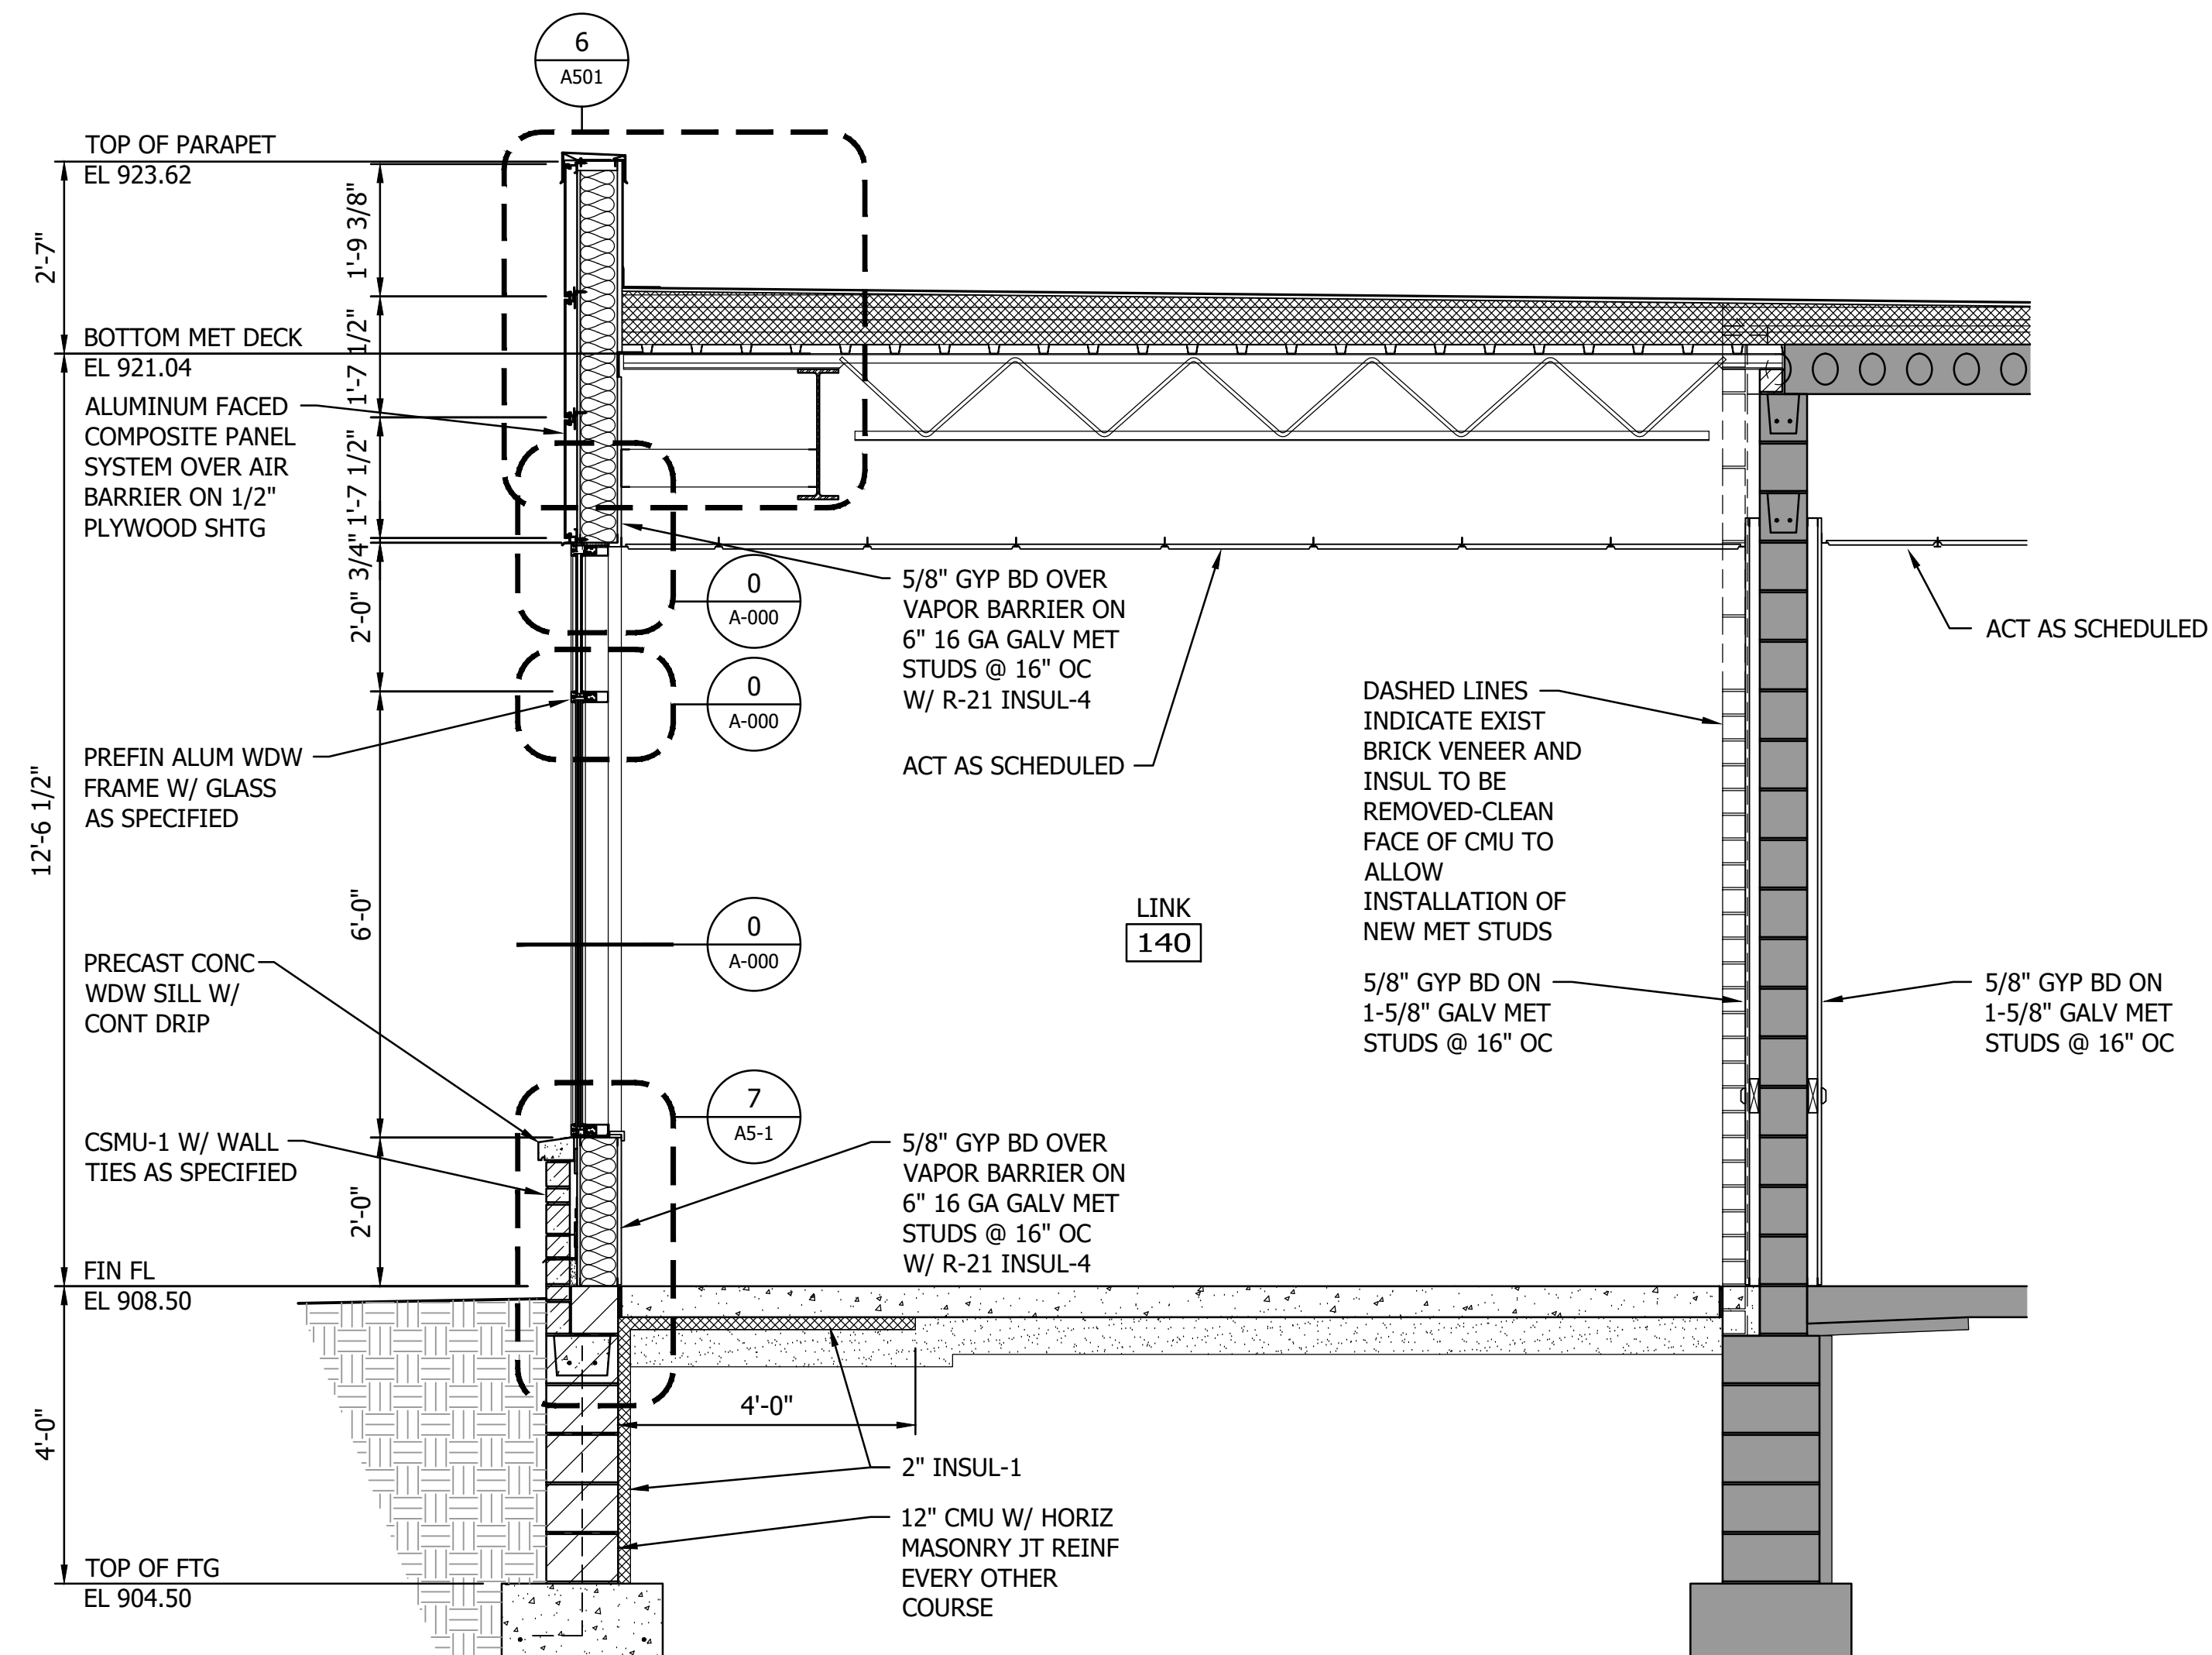 6
A501
TOP OF PARAPET
EL 923.62
2'-7"
1'-9 3/8"
BOTTOM MET DECK
EL 921.04
1'-7 1/2"
ALUMINUM FACED
COMPOSITE PANEL
SYSTEM OVER AIR
BARRIER ON 1/2"
PLYWOOD SHTG
1'-7 1/2"
2'-0" 3/4"
0
A-000
5/8" GYP BD OVER
VAPOR BARRIER ON
6" 16 GA GALV MET
STUDS @ 16" OC
W/ R-21 INSUL-4
ACT AS SCHEDULED
0
A-000
ACT AS SCHEDULED
DASHED LINES
INDICATE EXIST
BRICK VENEER AND
INSUL TO BE
REMOVED-CLEAN
FACE OF CMU TO
ALLOW
INSTALLATION OF
NEW MET STUDS
PREFIN ALUM WDW
FRAME W/ GLASS
AS SPECIFIED
12'-6 1/2"
6'-0"
0
A-000
LINK
140
PRECAST CONC
WDW SILL W/
CONT DRIP
5/8" GYP BD ON
1-5/8" GALV MET
STUDS @ 16" OC
5/8" GYP BD ON
1-5/8" GALV MET
STUDS @ 16" OC
7
A5-1
CSMU-1 W/ WALL
TIES AS SPECIFIED
2'-0"
5/8" GYP BD OVER
VAPOR BARRIER ON
6" 16 GA GALV MET
STUDS @ 16" OC
W/ R-21 INSUL-4
FIN FL
EL 908.50
4'-0"
4'-0"
2" INSUL-1
12" CMU W/ HORIZ
MASONRY JT REINF
EVERY OTHER
COURSE
TOP OF FTG
EL 904.50